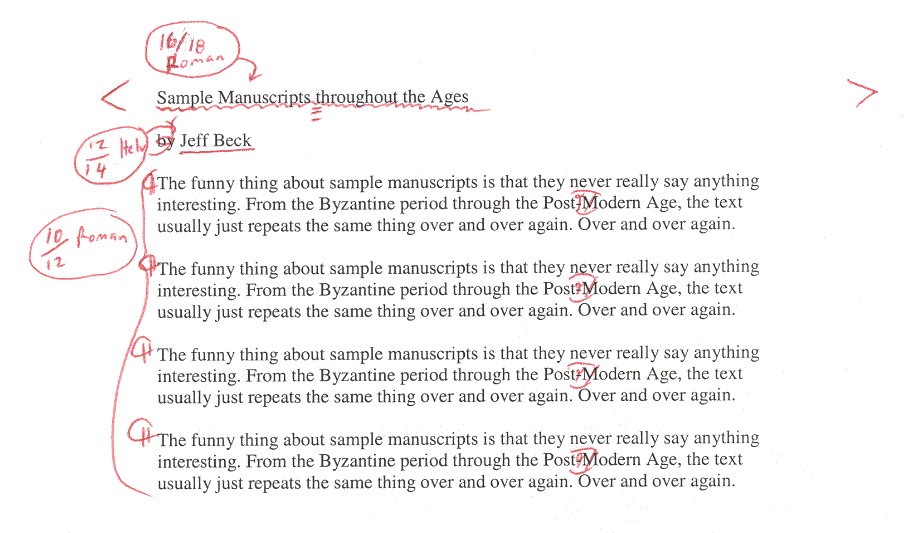 16/18
Roman
Sample Manuscripts throughout the Ages
12/14 Helv
by Jeff Beck
The funny thing about sample manuscripts is that they never really say anything
interesting. From the Byzantine period through the Post-Modern Age, the text
usually just repeats the same thing over and over again. Over and over again.
10/12 Roman
The funny thing about sample manuscripts is that they never really say anything
interesting. From the Byzantine period through the Post-Modern Age, the text
usually just repeats the same thing over and over again. Over and over again.
The funny thing about sample manuscripts is that they never really say anything
interesting. From the Byzantine period through the Post-Modern Age, the text
usually just repeats the same thing over and over again. Over and over again.
The funny thing about sample manuscripts is that they never really say anything
interesting. From the Byzantine period through the Post-Modern Age, the text
usually just repeats the same thing over and over again. Over and over again.